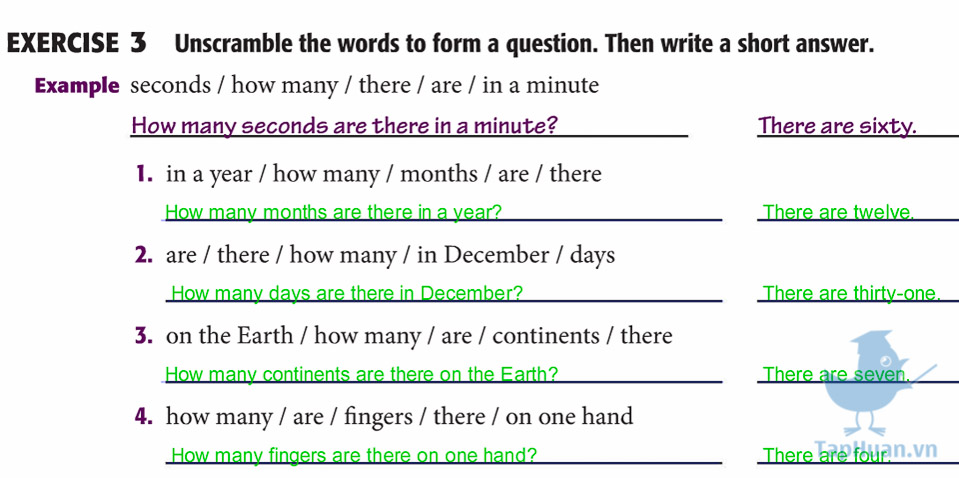 EXERCISE 3 Unscramble the words to form a question. Then write a short answer.
Example seconds / how many / there / are / in a minute
How many seconds are there in a minute? There are sixty.
1. in a year / how many / months / are / there
How many months are there in a year? There are twelve.
2. are / there / how many / in December / days
How many days are there in December? There are thirty-one.
3. on the Earth / how many / are / continents / there
How many continents are there on the Earth? There are seven.
4. how many / are / fingers / there / on one hand
How many fingers are there on one hand? There are four.
TapHuan.vn